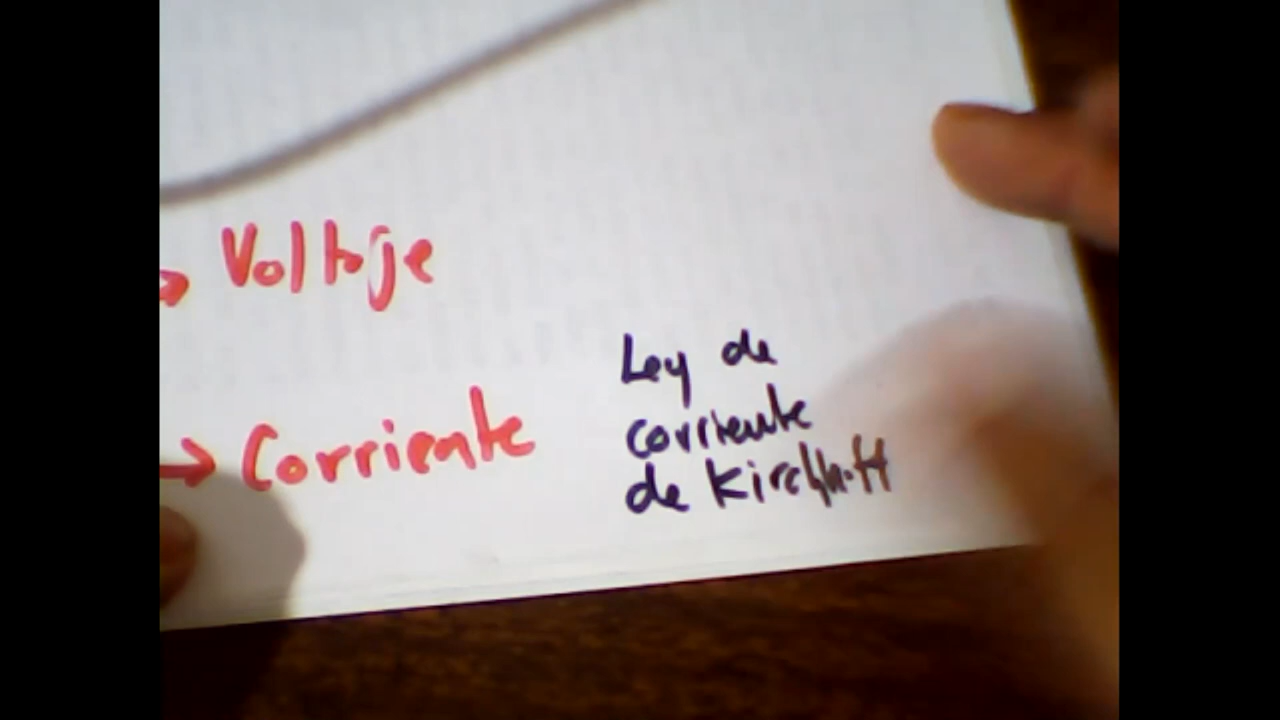 → Voltaje
→ Corriente
Ley de
corriente
de Kirchhoff